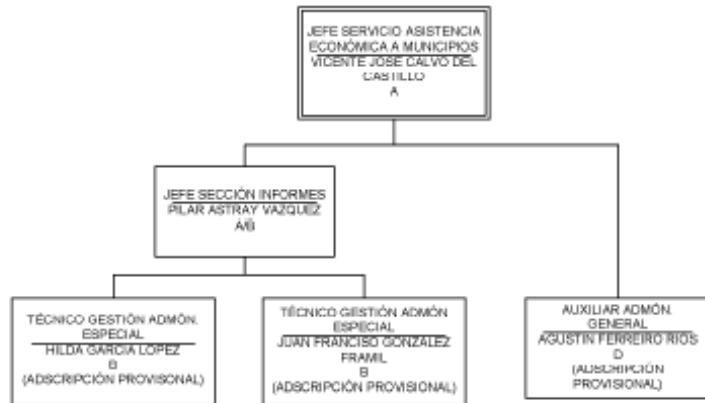 JEFE SERVICIO ASISTENCIA
ECONÓMICA A MUNICIPIOS
VICENTE JOSE CALVO DEL
CASTILLO
A
JEFE SECCIÓN INFORMES
PILAR ASTRAY VAZQUEZ
A/B
TÉCNICO GESTIÓN ADMÓN.
ESPECIAL
HILDA GARCIA LOPEZ
B
(ADSCRIPCIÓN PROVISONAL)
TÉCNICO GESTIÓN ADMÓN
ESPECIAL
JUAN FRANCISO GONZALEZ
FRAMIL
B
(ADSCRIPCIÓN PROVISIONAL)
AUXILIAR ADMÓN.
GENERAL
AGUSTIN FERREIRO RIOS
D
(ADSCRIPCIÓN
PROVISIONAL)